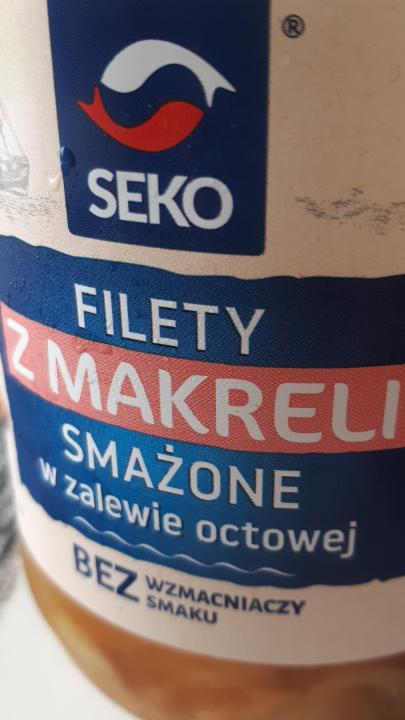 ®
SEKO
FILETY
Z MAKRELI
SMAŻONE
w zalewie octowej
BEZ WZMACNIACZY
SMAKU